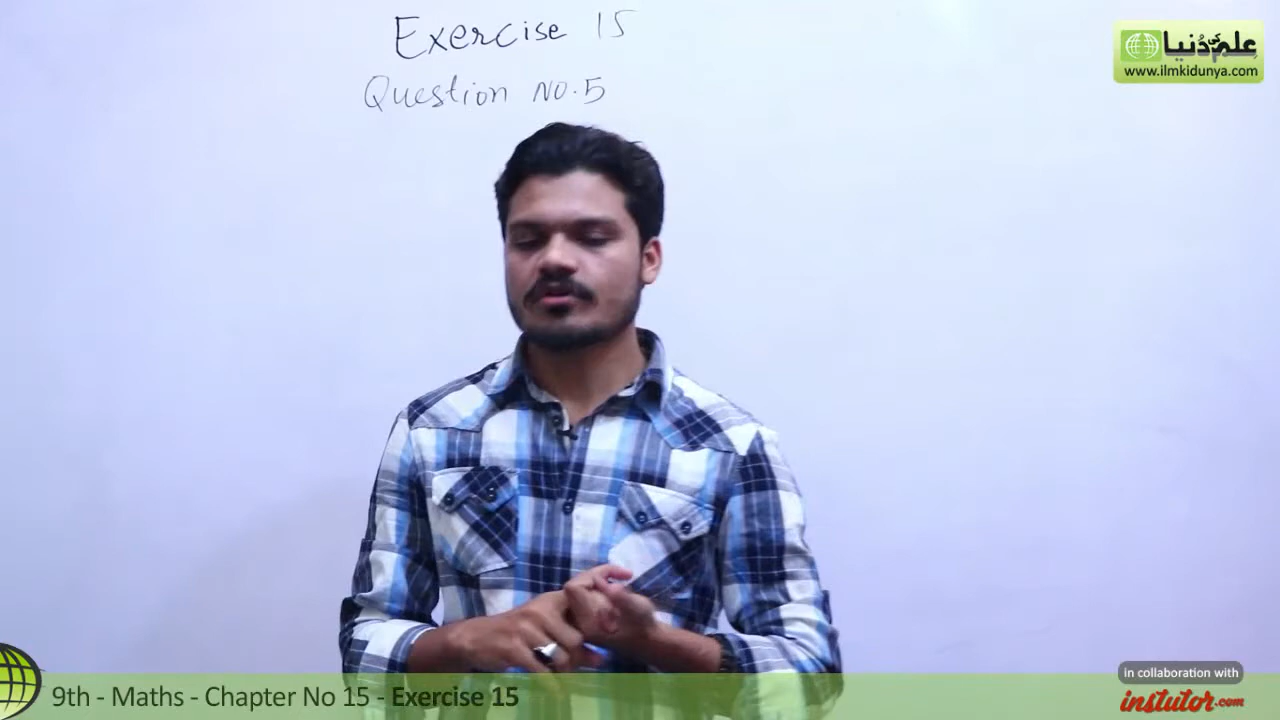 Exercise 15
Question No.5
علم کی دُنیا
www.ilmkidunya.com
In collaboration with
instutor.com
9th - Maths - Chapter No 15 - Exercise 15